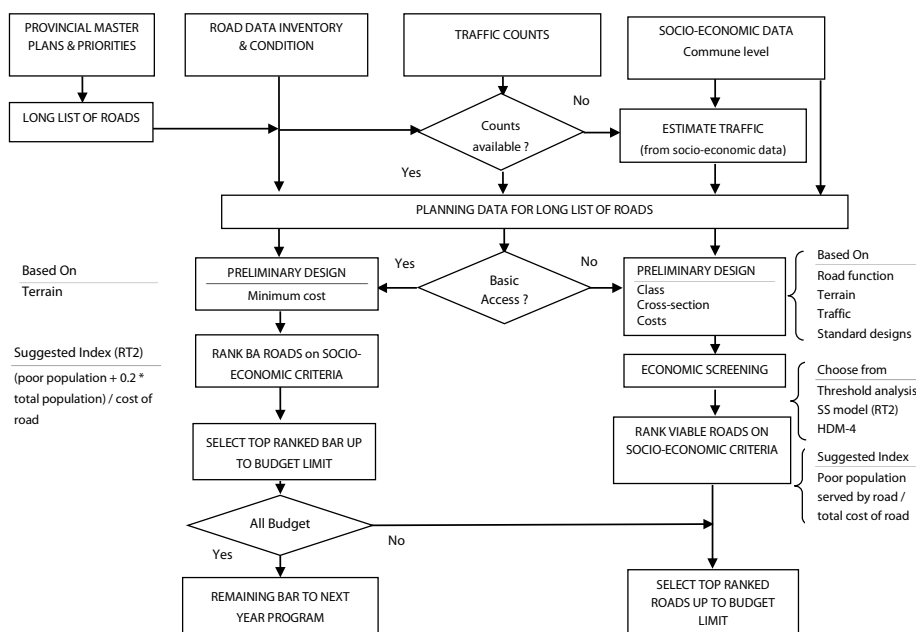 PROVINCIAL MASTER
PLANS & PRIORITIES
ROAD DATA INVENTORY
& CONDITION
TRAFFIC COUNTS
SOCIO-ECONOMIC DATA
Commune level
LONG LIST OF ROADS
Counts
available ?
No
Yes
ESTIMATE TRAFFIC
(from socio-economic data)
PLANNING DATA FOR LONG LIST OF ROADS
Based On
Terrain
PRELIMINARY DESIGN
Minimum cost
Yes
Basic
Access ?
No
PRELIMINARY DESIGN
Class
Cross-section
Costs
Based On
Road function
Terrain
Traffic
Standard designs
Suggested Index (RT2)
(poor population + 0.2 *
total population) / cost of
road
RANK BA ROADS on SOCIO-
ECONOMIC CRITERIA
ECONOMIC SCREENING
Choose from
Threshold analysis
SS model (RT2)
HDM-4
SELECT TOP RANKED BAR UP
TO BUDGET LIMIT
RANK VIABLE ROADS ON
SOCIO-ECONOMIC CRITERIA
Suggested Index
Poor population
served by road /
total cost of road
All Budget
No
Yes
REMAINING BAR TO NEXT
YEAR PROGRAM
SELECT TOP RANKED
ROADS UP TO BUDGET
LIMIT